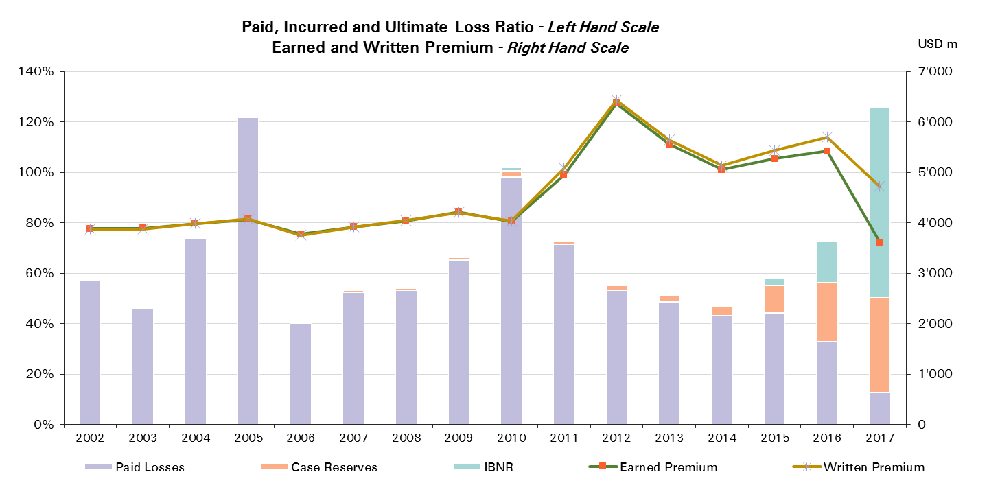 Paid, Incurred and Ultimate Loss Ratio - Left Hand Scale
Earned and Written Premium - Right Hand Scale
USD m
140% 7'000
120% 6'000
100% 5'000
80% 4'000
60% 3'000
40% 2'000
20% 1'000
0% 0
2002 2003 2004 2005 2006 2007 2008 2009 2010 2011 2012 2013 2014 2015 2016 2017
Paid Losses Case Reserves IBNR Earned Premium Written Premium